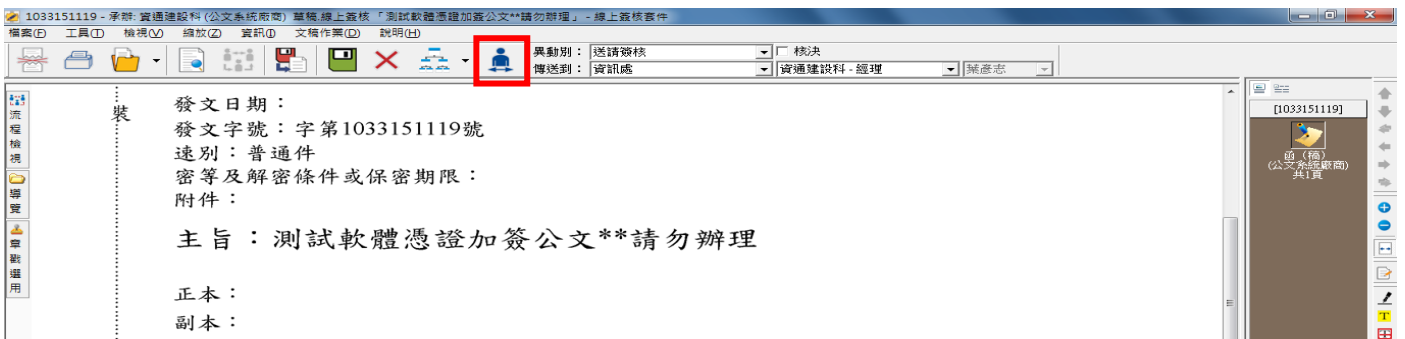 1033151119 - 承辦: 資通建設科 (公文系統廠商) 草稿.線上簽核 「測試軟體憑證加簽公文**請勿辦理」 - 線上簽核套件
檔案(F) 工具(T) 檢視(V) 縮放(Z) 資訊(I) 文稿作業(D) 說明(H)
異動別： 送請簽核 核決
傳送到： 資訊處 資通建設科 - 經理 葉彥志
流程檢視
導覽
章戳選用
裝
發文日期：
發文字號：字第1033151119號
速別：普通件
密等及解密條件或保密期限：
附件：
主旨：測試軟體憑證加簽公文**請勿辦理
正本：
副本：
[1033151119]
函（稿）
(公文系統廠商)
共1頁
T